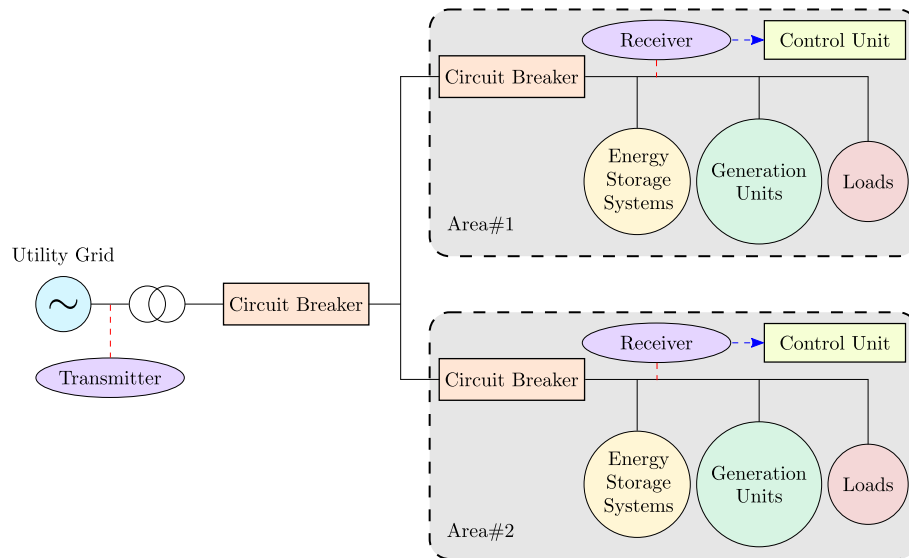 Receiver
Control Unit
Circuit Breaker
Energy
Storage
Systems
Generation
Units
Loads
Area#1
Utility Grid
~
Circuit Breaker
Transmitter
Receiver
Control Unit
Circuit Breaker
Energy
Storage
Systems
Generation
Units
Loads
Area#2